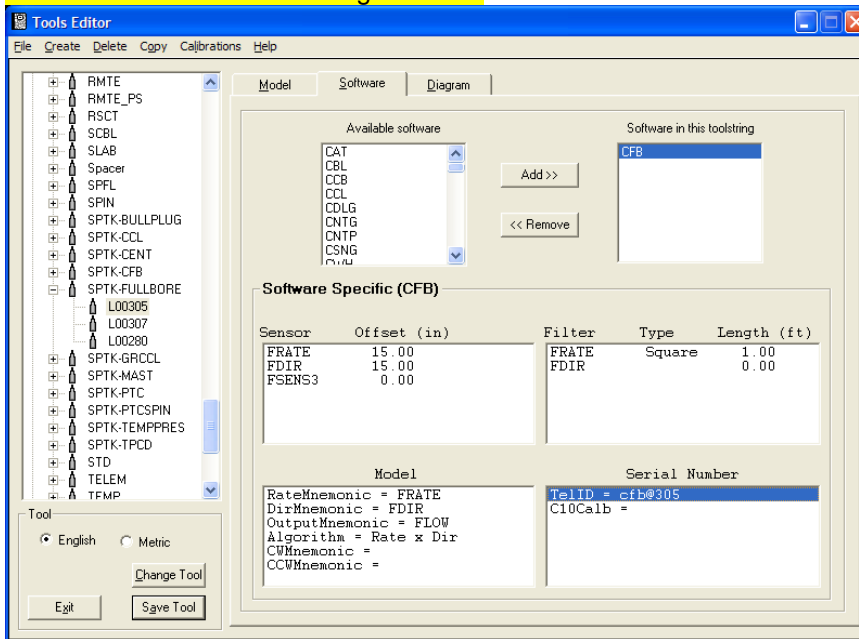 Tools Editor
File Create Delete Copy Calibrations Help
RMTE
RMTE_PS
RSCT
SCBL
SLAB
Spacer
SPFL
SPIN
SPTK-BULLPLUG
SPTK-CCL
SPTK-CENT
SPTK-CFB
SPTK-FULLBORE
L00305
L00307
L00280
SPTK-GRCCL
SPTK-MAST
SPTK-PTC
SPTK-PTCSPIN
SPTK-TEMPPRES
SPTK-TPCD
STD
TELEM
TEMP
Tool
English Metric
Change Tool
Exit Save Tool
Model Software Diagram
Available software
CAT
CBL
CCB
CCL
CDLG
CNTG
CNTP
CSNG
Add >>
<< Remove
Software in this toolstring
CFB
Software Specific (CFB)
Sensor Offset (in)
FRATE 15.00
FDIR 15.00
FSENS3 0.00
Filter Type Length (ft)
FRATE Square 1.00
FDIR 0.00
Model
RateMnemonic = FRATE
DirMnemonic = FDIR
OutputMnemonic = FLOW
Algorithm = Rate x Dir
CWMnemonic =
CCWMnemonic =
Serial Number
TelID = cfb@305
C10Calb =